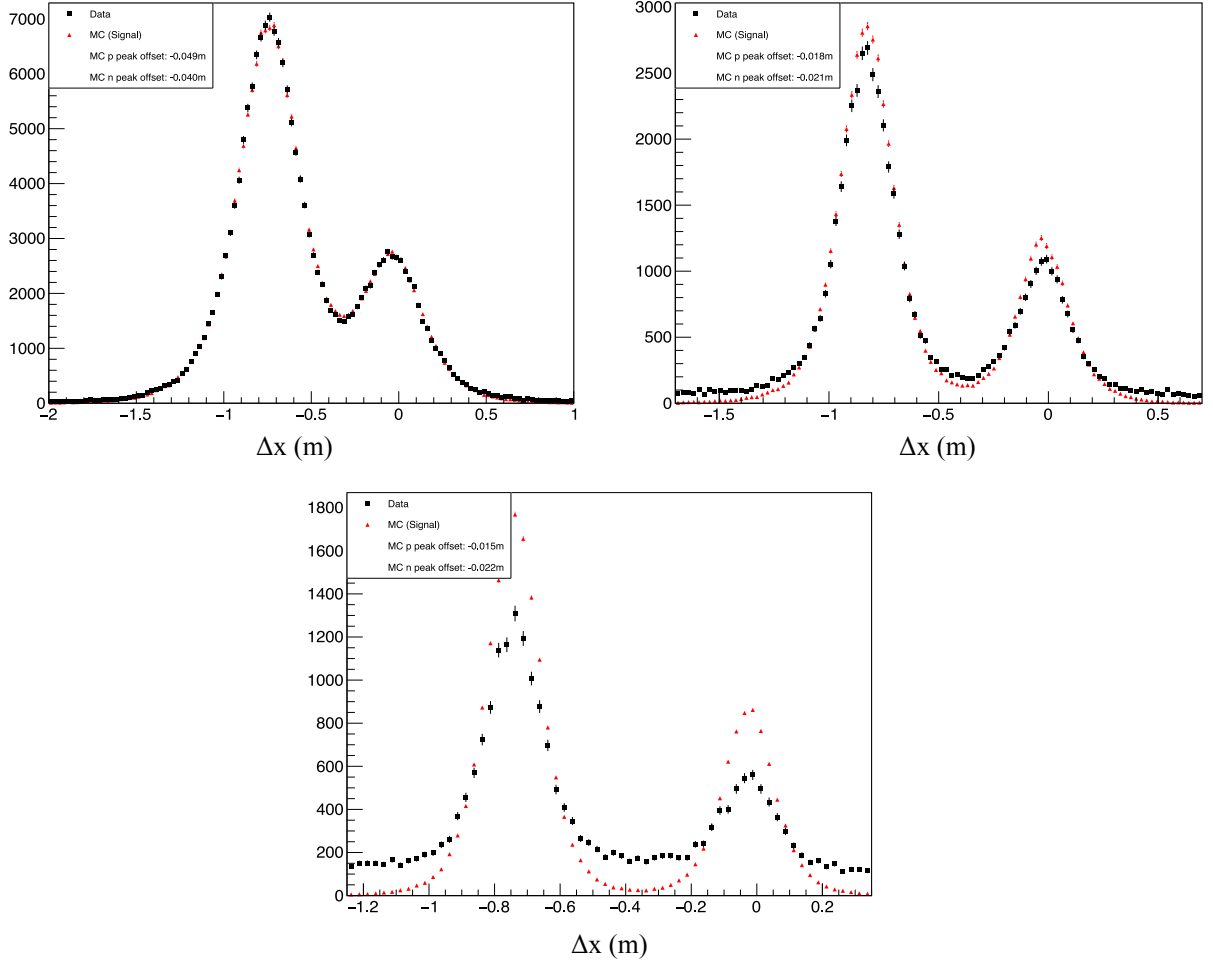 7000
6000
5000
4000
3000
2000
1000
0
Data
MC (Signal)
MC p peak offset: -0.049m
MC n peak offset: -0.040m
−2 −1.5 −1 −0.5 0 0.5 1
Δx (m)
3000
2500
2000
1500
1000
500
0
Data
MC (Signal)
MC p peak offset: -0.018m
MC n peak offset: -0.021m
−1.5 −1 −0.5 0 0.5
Δx (m)
1800
1600
1400
1200
1000
800
600
400
200
0
Data
MC (Signal)
MC p peak offset: -0.015m
MC n peak offset: -0.022m
−1.2 −1 −0.8 −0.6 −0.4 −0.2 0 0.2
Δx (m)